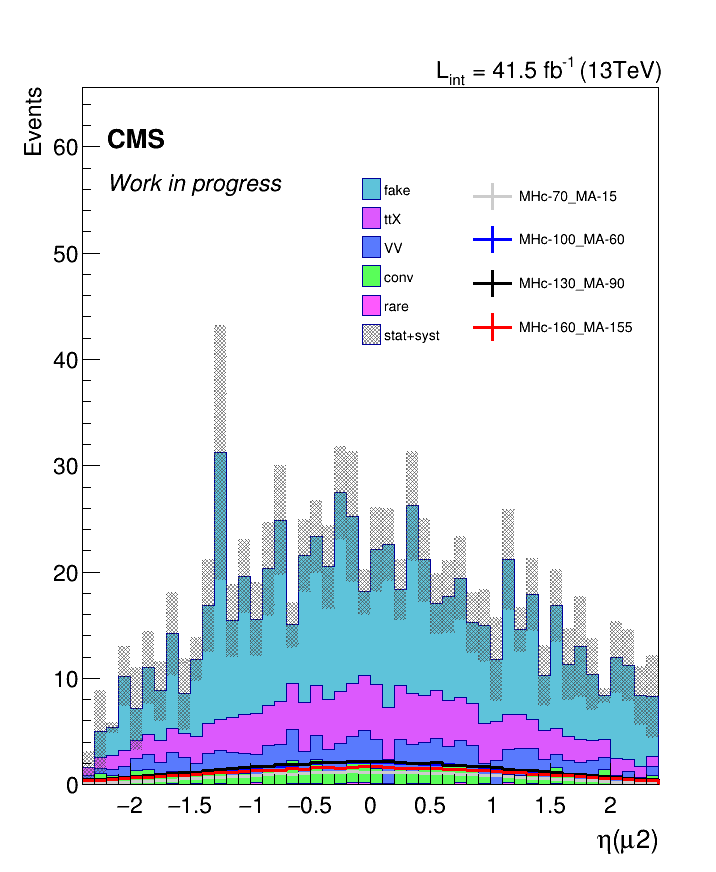 L_int = 41.5 fb^-1 (13TeV)
Events
CMS
Work in progress
fake
ttX
VV
conv
rare
stat+syst
MHc-70_MA-15
MHc-100_MA-60
MHc-130_MA-90
MHc-160_MA-155
60
50
40
30
20
10
0
−2 −1.5 −1 −0.5 0 0.5 1 1.5 2
η(μ2)